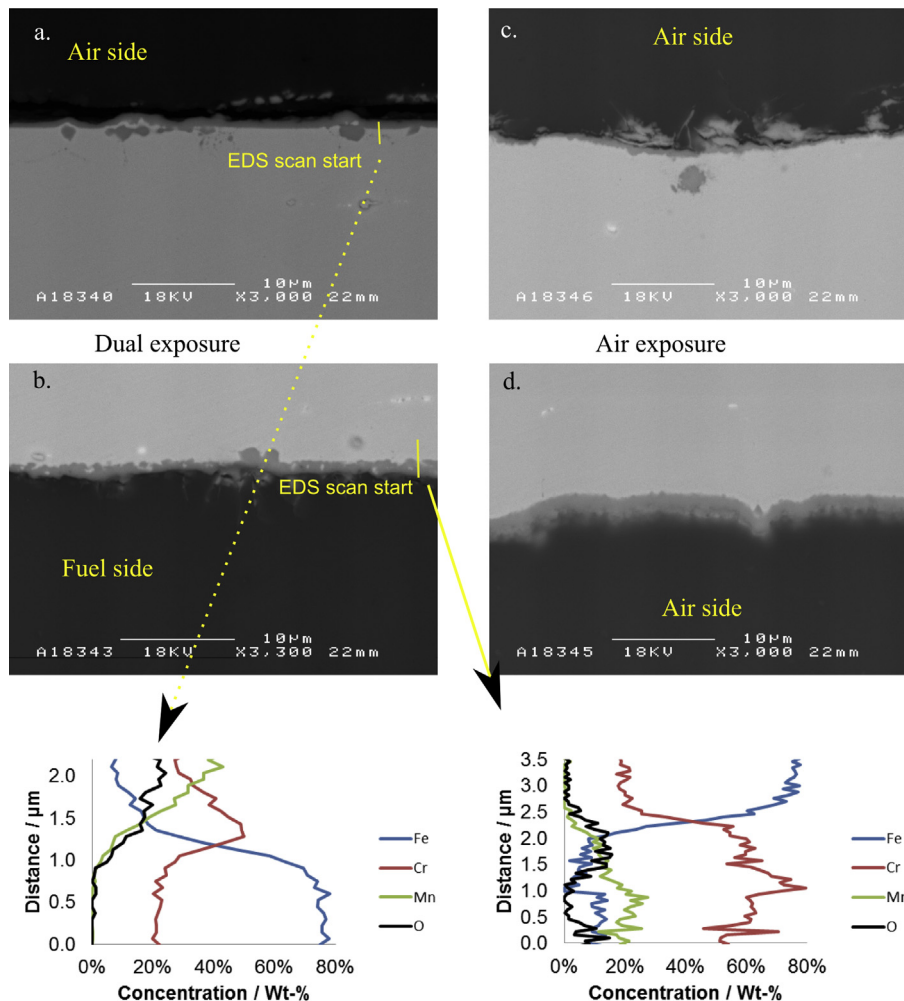 a.
Air side
EDS scan start
10µm
A18340 18KV X3,000 22mm
c.
Air side
10µm
A18346 18KV X3,000 22mm
Dual exposure
Air exposure
b.
EDS scan start
Fuel side
10µm
A18343 18KV X3,300 22mm
d.
Air side
10µm
A18345 18KV X3,000 22mm
2.0
1.5
1.0
0.5
0.0
Distance / µm
0% 20% 40% 60% 80%
Concentration / Wt-%
Fe
Cr
Mn
O
3.5
3.0
2.5
2.0
1.5
1.0
0.5
0.0
Distance / µm
0% 20% 40% 60% 80%
Concentration / Wt-%
Fe
Cr
Mn
O